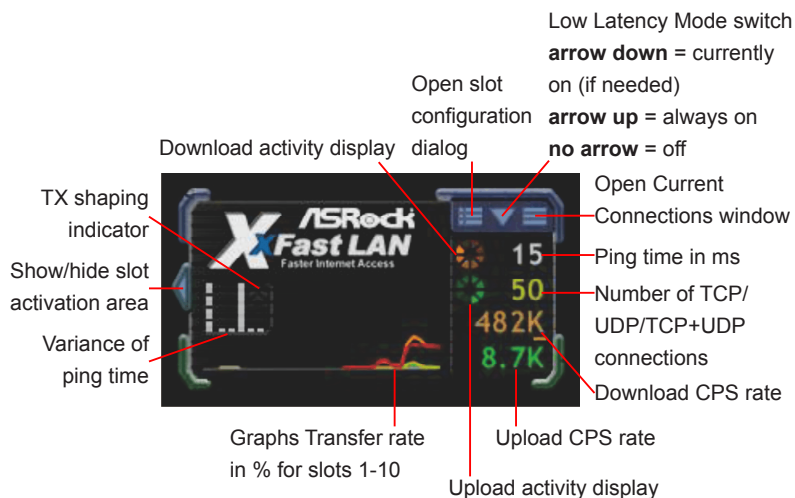 Low Latency Mode switch
arrow down = currently
on (if needed)
arrow up = always on
no arrow = off
Open slot
configuration
dialog
Download activity display
TX shaping
indicator
Show/hide slot
activation area
Variance of
ping time
ASRock
XFast LAN
Faster Internet Access
15
50
482K
8.7K
Open Current
Connections window
Ping time in ms
Number of TCP/
UDP/TCP+UDP
connections
Download CPS rate
Graphs Transfer rate
in % for slots 1-10
Upload CPS rate
Upload activity display